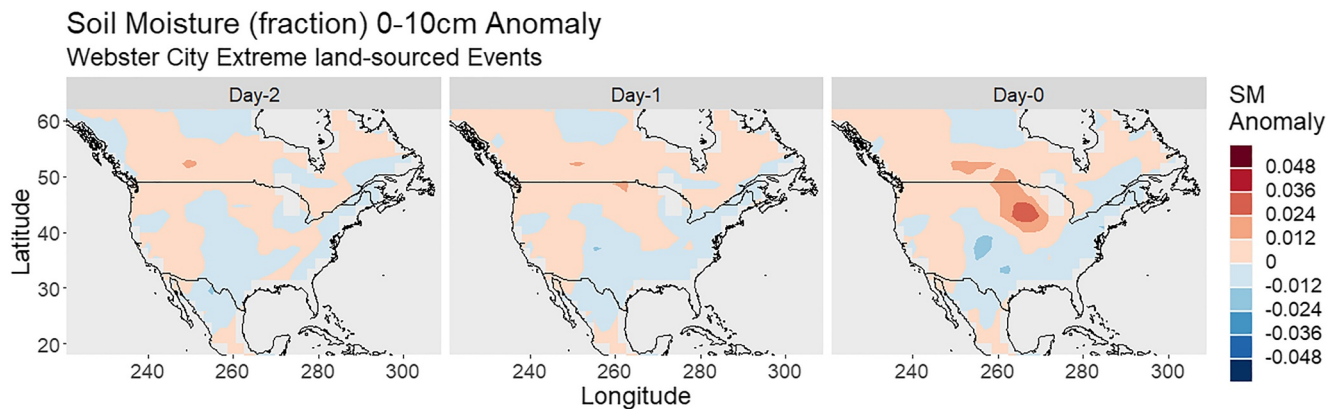 Soil Moisture (fraction) 0-10cm Anomaly
Webster City Extreme land-sourced Events
Day-2 Day-1 Day-0
SM
Anomaly
0.048
0.036
0.024
0.012
0
-0.012
-0.024
-0.036
-0.048
Latitude
60
50
40
30
20
240 260 280 300 240 260 280 300 240 260 280 300
Longitude